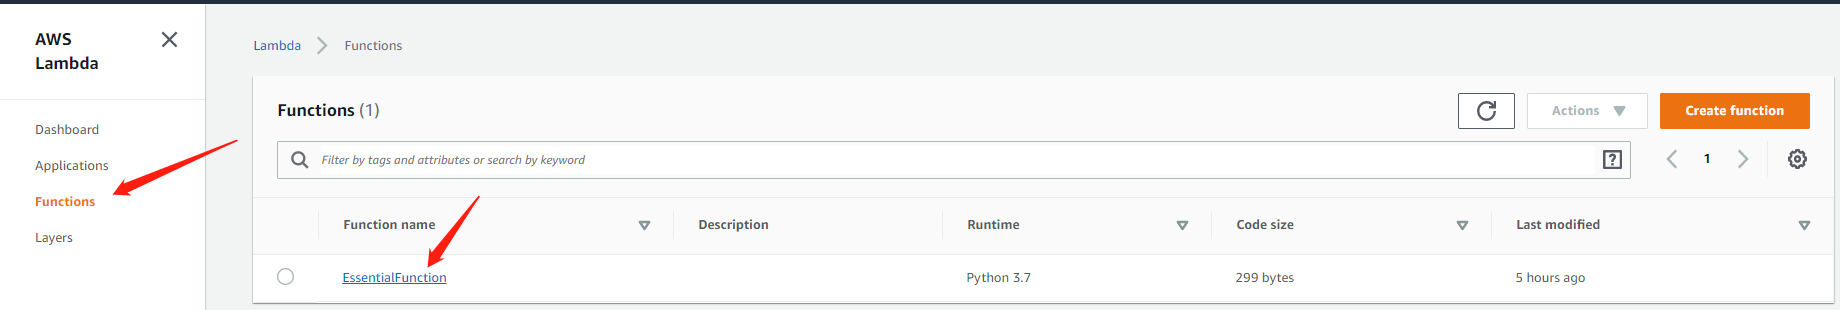 AWS
Lambda
Dashboard
Applications
Functions
Layers
Lambda Functions
Functions (1)
Actions Create function
Filter by tags and attributes or search by keyword ? 1
Function name Description Runtime Code size Last modified
EssentialFunction Python 3.7 299 bytes 5 hours ago